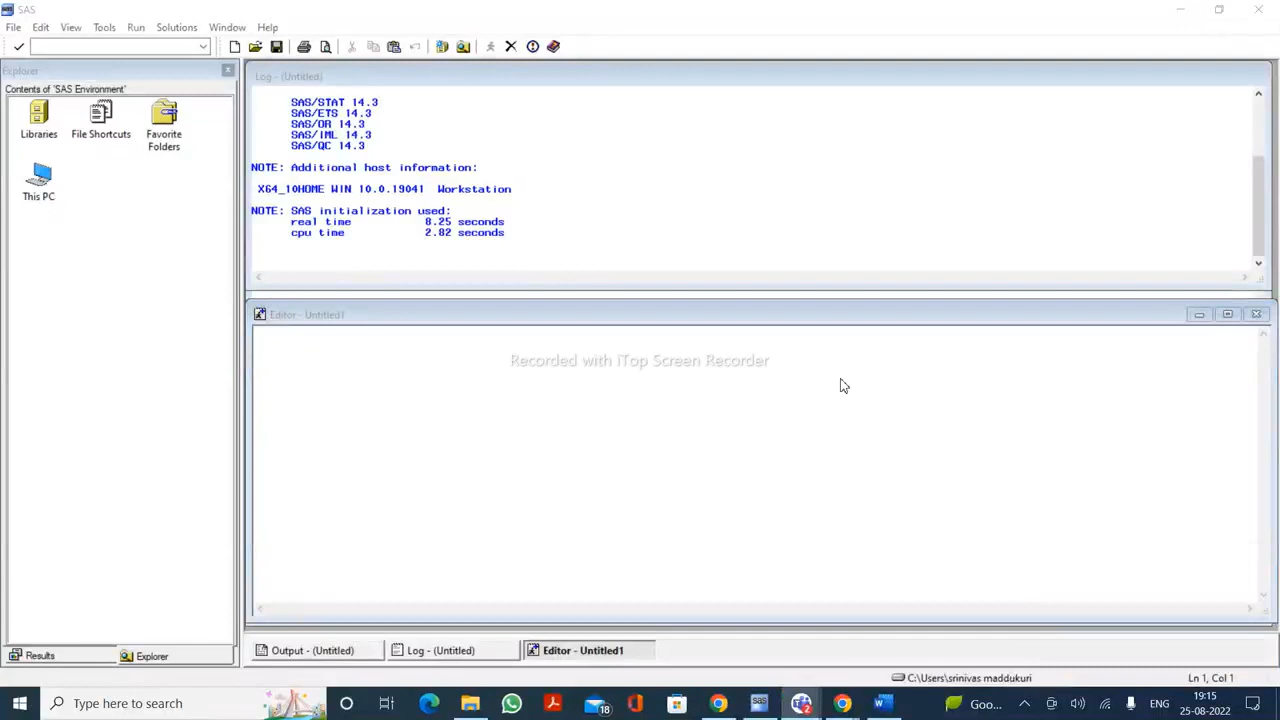 SAS
File Edit View Tools Run Solutions Window Help
Explorer
Contents of 'SAS Environment'
Libraries
File Shortcuts
Favorite
Folders
This PC
Results
Explorer
Log - (Untitled)
SAS/STAT 14.3
SAS/ETS 14.3
SAS/OR 14.3
SAS/IML 14.3
SAS/QC 14.3
NOTE: Additional host information:
X64_10HOME WIN 10.0.19041 Workstation
NOTE: SAS initialization used:
real time 8.25 seconds
cpu time 2.82 seconds
Editor - Untitled1
Recorded with iTop Screen Recorder
Output - (Untitled)
Log - (Untitled)
Editor - Untitled1
C:\Users\srinivas maddukuri
Ln 1, Col 1
Type here to search
18
2
Goo...
ENG
19:15
25-08-2022